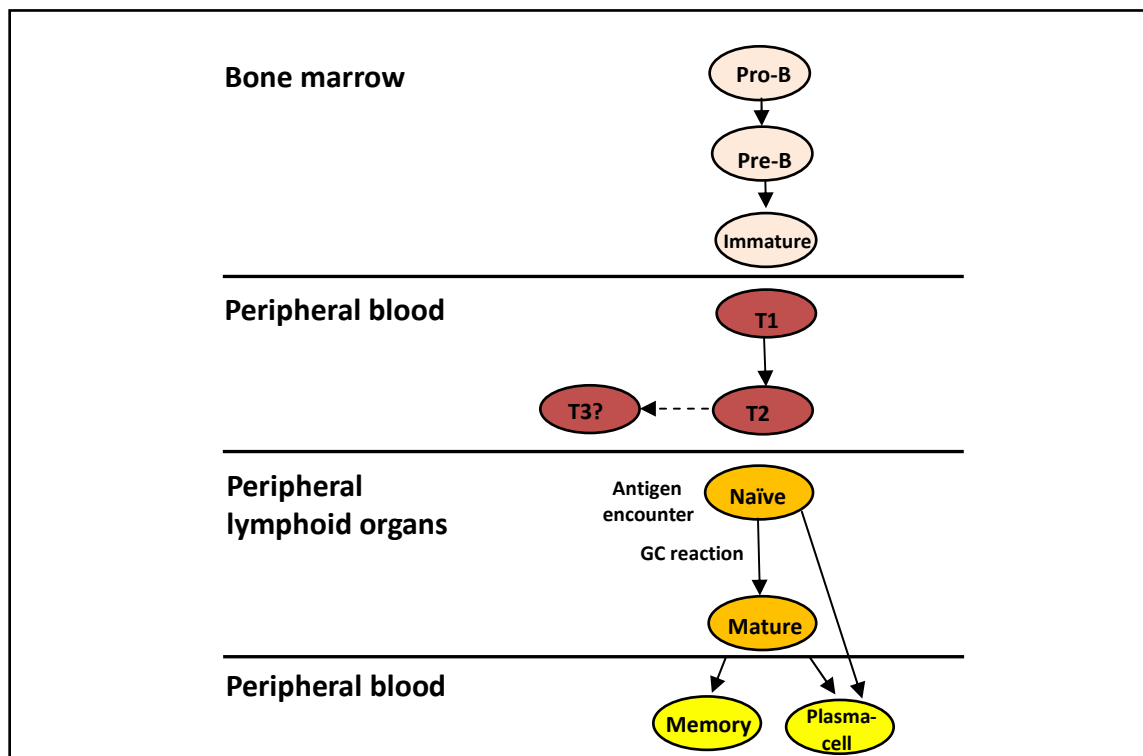 Bone marrow
Pro-B
Pre-B
Immature
Peripheral blood
T1
T3?
T2
Peripheral
lymphoid organs
Antigen
encounter
Naïve
GC reaction
Mature
Peripheral blood
Memory
Plasma-
cell